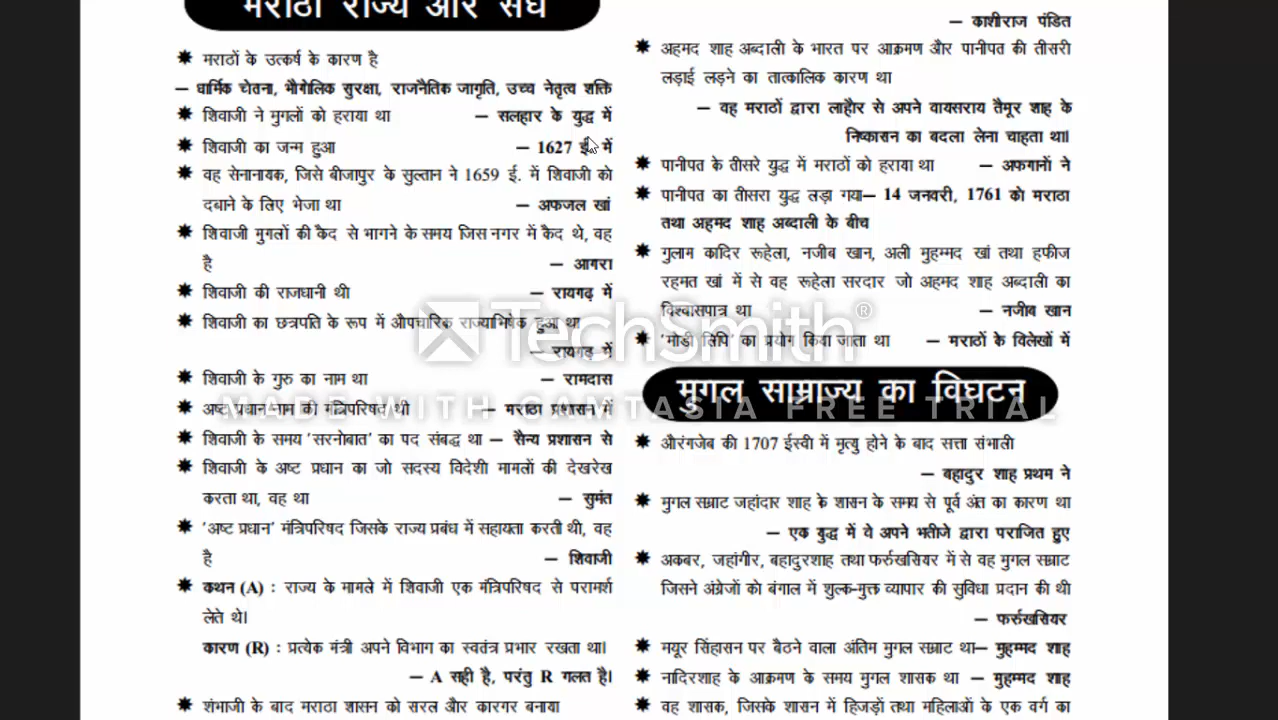 मराठा राज्य और संघ
✷ मराठों के उत्कर्ष के कारण है
– धार्मिक चेतना, भौगोलिक सुरक्षा, राजनैतिक जागृति, उच्च नेतृत्व शक्ति
✷ शिवाजी ने मुगलों को हराया था – सलहार के युद्ध में
✷ शिवाजी का जन्म हुआ – 1627 ई. में
✷ वह सेनानायक, जिसे बीजापुर के सुल्तान ने 1659 ई. में शिवाजी को
दबाने के लिए भेजा था – अफजल खां
✷ शिवाजी मुगलों की कैद से भागने के समय जिस नगर में कैद थे, वह
है – आगरा
✷ शिवाजी की राजधानी थी – रायगढ़ में
✷ शिवाजी का छत्रपति के रूप में औपचारिक राज्याभिषेक हुआ था
– रायगढ़ में
✷ शिवाजी के गुरु का नाम था – रामदास
✷ अष्ट प्रधान नाम की मंत्रिपरिषद थी – मराठा प्रशासन में
✷ शिवाजी के समय 'सरनोबात' का पद संबद्ध था – सैन्य प्रशासन से
✷ शिवाजी के अष्ट प्रधान का जो सदस्य विदेशी मामलों की देखरेख
करता था, वह था – सुमंत
✷ 'अष्ट प्रधान' मंत्रिपरिषद जिसके राज्य प्रबंध में सहायता करती थी, वह
है – शिवाजी
✷ कथन (A) : राज्य के मामले में शिवाजी एक मंत्रिपरिषद से परामर्श
लेते थे।
कारण (R) : प्रत्येक मंत्री अपने विभाग का स्वतंत्र प्रभार रखता था।
– A सही है, परंतु R गलत है।
✷ शंभाजी के बाद मराठा शासन को सरल और कारगर बनाया
– काशीराज पंडित
✷ अहमद शाह अब्दाली के भारत पर आक्रमण और पानीपत की तीसरी
लड़ाई लड़ने का तात्कालिक कारण था
– वह मराठों द्वारा लाहौर से अपने वायसराय तैमूर शाह के
निष्कासन का बदला लेना चाहता था।
✷ पानीपत के तीसरे युद्ध में मराठों को हराया था – अफगानों ने
✷ पानीपत का तीसरा युद्ध लड़ा गया– 14 जनवरी, 1761 को मराठा
तथा अहमद शाह अब्दाली के बीच
✷ गुलाम कादिर रूहेला, नजीब खान, अली मुहम्मद खां तथा हफीज
रहमत खां में से वह रूहेला सरदार जो अहमद शाह अब्दाली का
विश्वासपात्र था – नजीब खान
✷ 'मोडी लिपि' का प्रयोग किया जाता था – मराठों के विलेखों में
मुगल साम्राज्य का विघटन
✷ औरंगजेब की 1707 ईस्वी में मृत्यु होने के बाद सत्ता संभाली
– बहादुर शाह प्रथम ने
✷ मुगल सम्राट जहांदार शाह के शासन के समय से पूर्व अंत का कारण था
– एक युद्ध में वे अपने भतीजे द्वारा पराजित हुए
✷ अकबर, जहांगीर, बहादुरशाह तथा फर्रुखसियर में से वह मुगल सम्राट
जिसने अंग्रेजों को बंगाल में शुल्क-मुक्त व्यापार की सुविधा प्रदान की थी
– फर्रुखसियर
✷ मयूर सिंहासन पर बैठने वाला अंतिम मुगल सम्राट था– मुहम्मद शाह
✷ नादिरशाह के आक्रमण के समय मुगल शासक था – मुहम्मद शाह
✷ वह शासक, जिसके शासन में हिजड़ों तथा महिलाओं के एक वर्ग का
TechSmith®
MADE WITH CAMTASIA FREE TRIAL